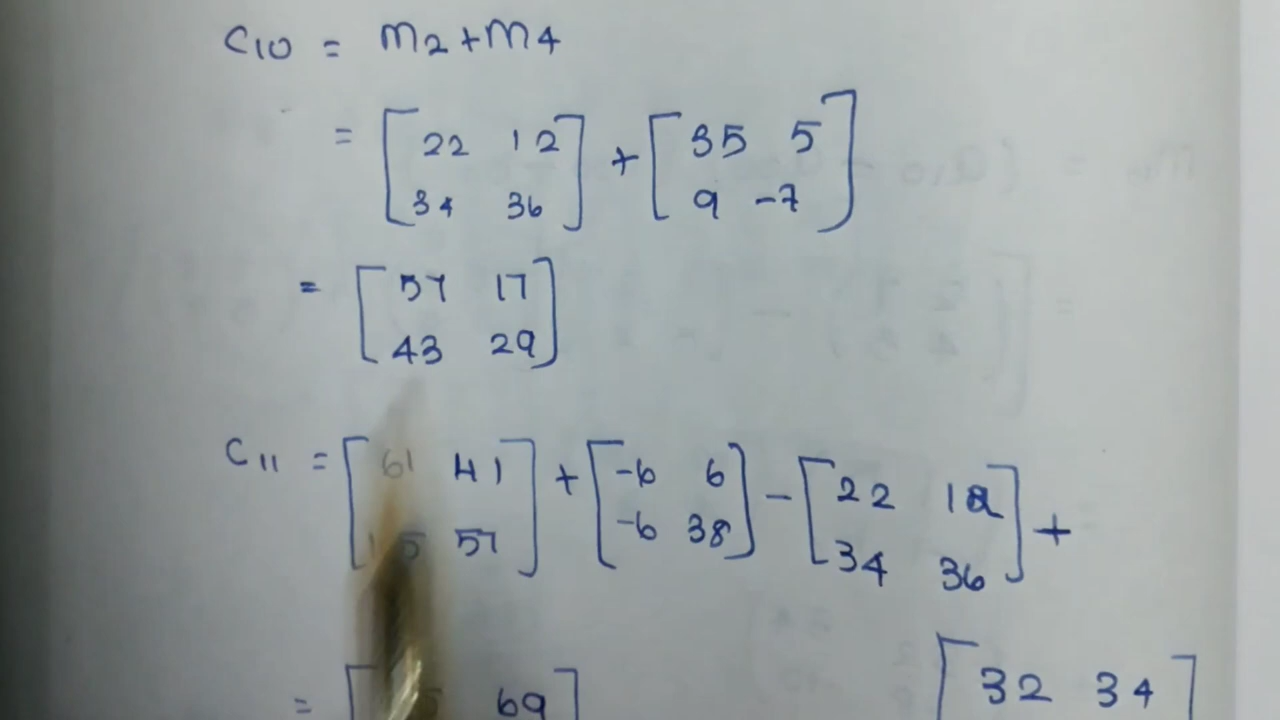 C10 = M2 + M4
= [22 12] + [35 5]
[34 36] [9 -7]
= [57 17]
[43 29]
C11 = [61 41] + [-6 6] - [22 12] +
[5 57] [-6 38] [34 36]
[32 34]
= [69]